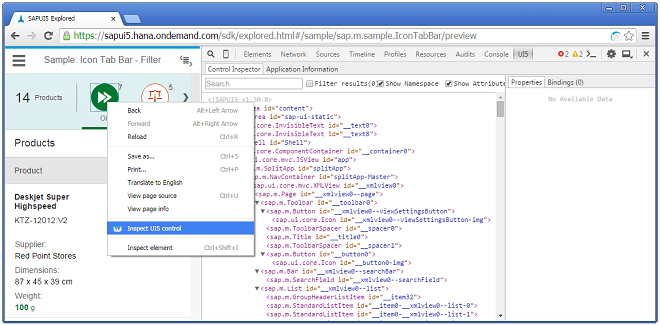 SAPUI5 Explored
https://sapui5.hana.ondemand.com/sdk/explored.html#/sample/sap.m.sample.IconTabBar/preview
Sample: Icon Tab Bar - Filter
14 Products
7
5
Products
Product
Deskjet Super
Highspeed
KTZ-12012.V2
Supplier:
Red Point Stores
Dimensions:
87 x 45 x 39 cm
Weight:
100 g
Back Alt+Left Arrow
Forward Alt+Right Arrow
Reload Ctrl+R
Save as... Ctrl+S
Print... Ctrl+P
Translate to English
View page source Ctrl+U
View page info
Inspect UI5 control
Inspect element Ctrl+Shift+I
Elements Network Sources Timeline Profiles Resources Audits Console UI5
2 2
Control Inspector Application Information
Search Filter results(0) Show Namespace Show Attribute
<!SAPUI5 v1.30.8>
area id="content">
area id="sap-ui-static">
.core.InvisibleText id="__text0">
.core.InvisibleText id="__text8">
ell id="Shell">
.core.ComponentContainer id="__container0">
ui.core.mvc.JSView id="app">
m.SplitApp id="splitApp">
p.m.NavContainer id="splitApp-Master">
sap.ui.core.mvc.XMLView id="__xmlview0">
<sap.m.Page id="__xmlview0--page">
<sap.m.Toolbar id="__toolbar0">
<sap.m.Button id="__xmlview0--viewSettingsButton">
<sap.ui.core.Icon id="__xmlview0--viewSettingsButton-img">
<sap.m.ToolbarSpacer id="__spacer0">
<sap.m.Title id="__title0">
<sap.m.ToolbarSpacer id="__spacer1">
<sap.m.Button id="__button0">
<sap.ui.core.Icon id="__button0-img">
<sap.m.Bar id="__xmlview0--searchBar">
<sap.m.SearchField id="__xmlview0--searchField">
<sap.m.List id="__xmlview0--list">
<sap.m.GroupHeaderListItem id="__item32">
<sap.m.StandardListItem id="__item0-__xmlview0--list-0">
<sap.m.StandardListItem id="__item0-__xmlview0--list-1">
Properties Bindings (0)
No Available Data